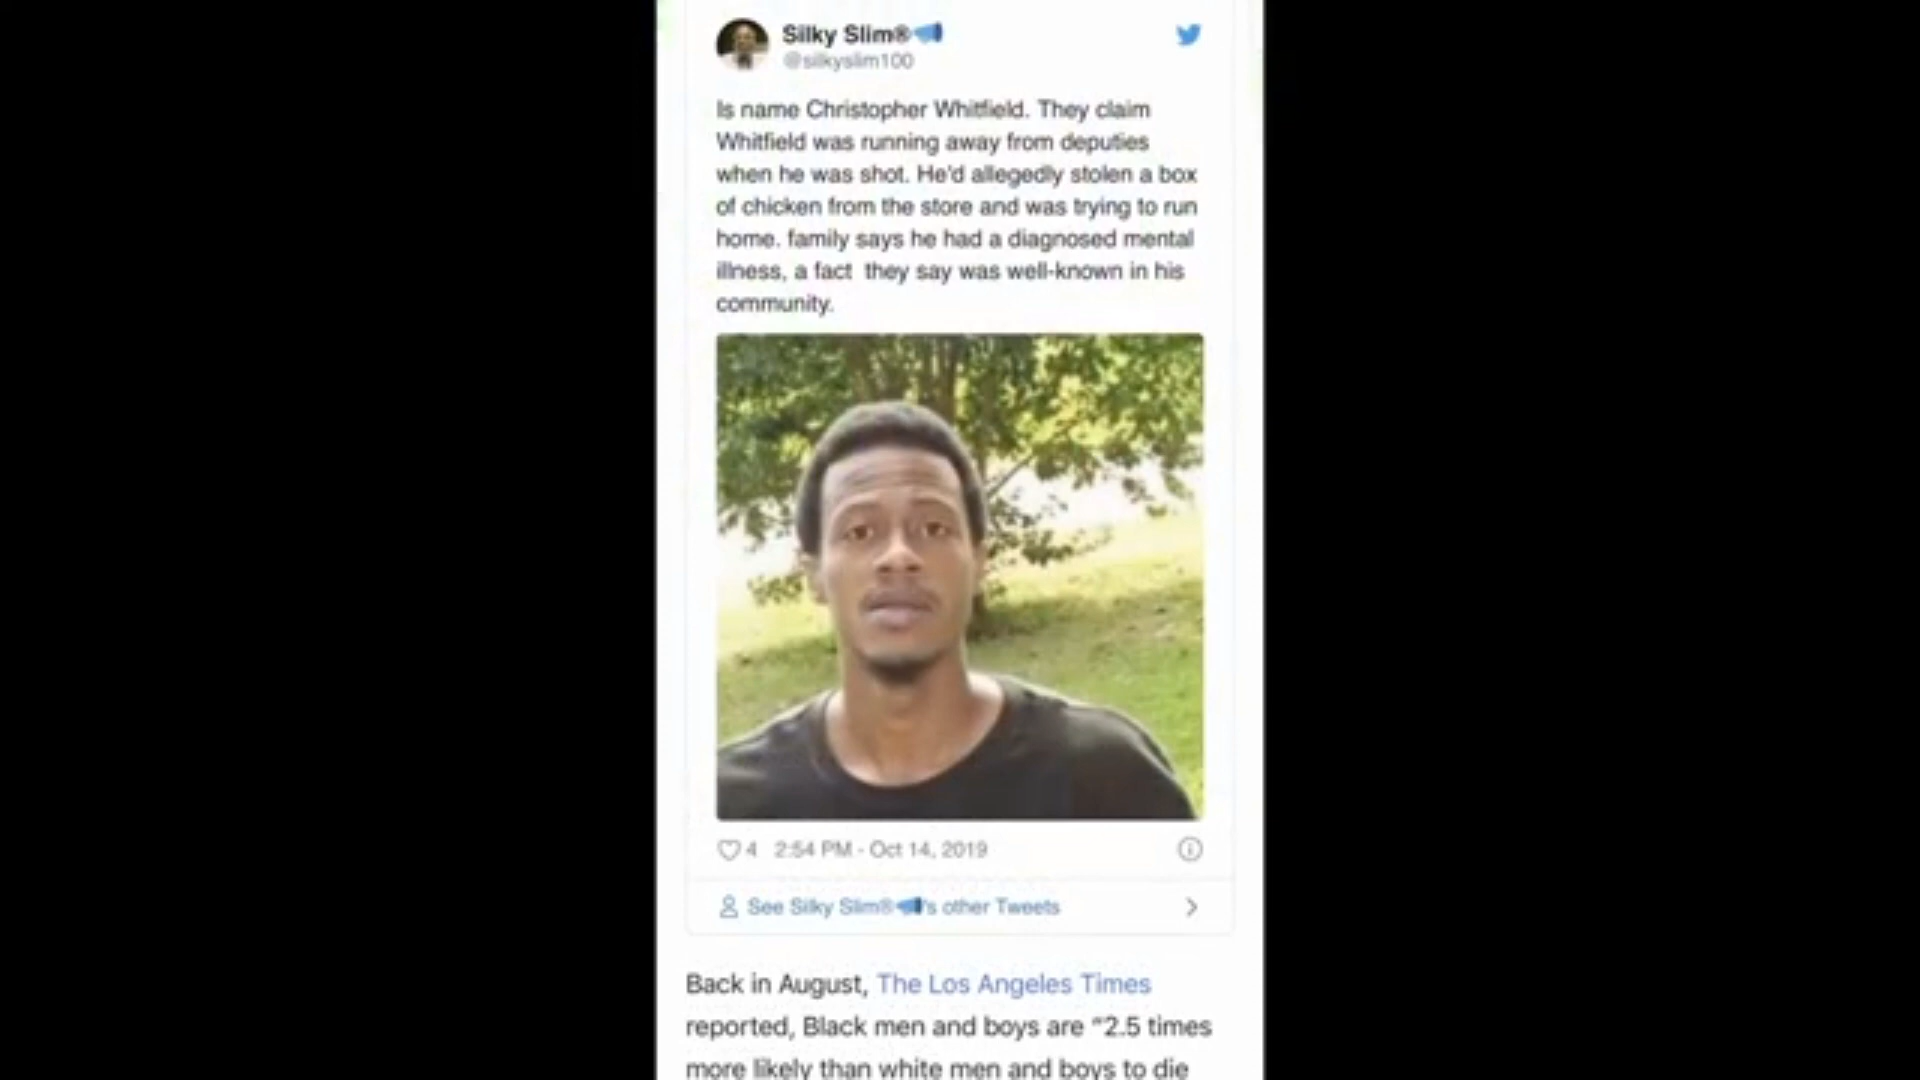 Silky Slim®
@silkyslim100
Is name Christopher Whitfield. They claim
Whitfield was running away from deputies
when he was shot. He'd allegedly stolen a box
of chicken from the store and was trying to run
home. family says he had a diagnosed mental
illness, a fact they say was well-known in his
community.
4 2:54 PM - Oct 14, 2019
See Silky Slim®'s other Tweets
Back in August, The Los Angeles Times
reported, Black men and boys are “2.5 times
more likely than white men and boys to die